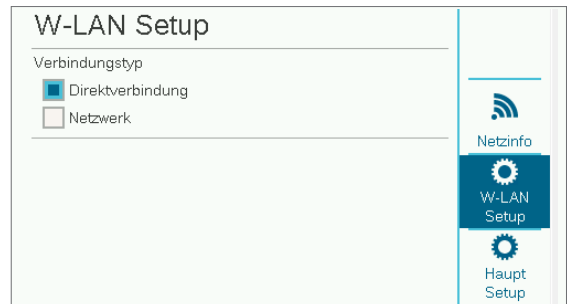 W-LAN Setup
Verbindungstyp
Direktverbindung
Netzwerk
Netzinfo
W-LAN
Setup
Haupt
Setup